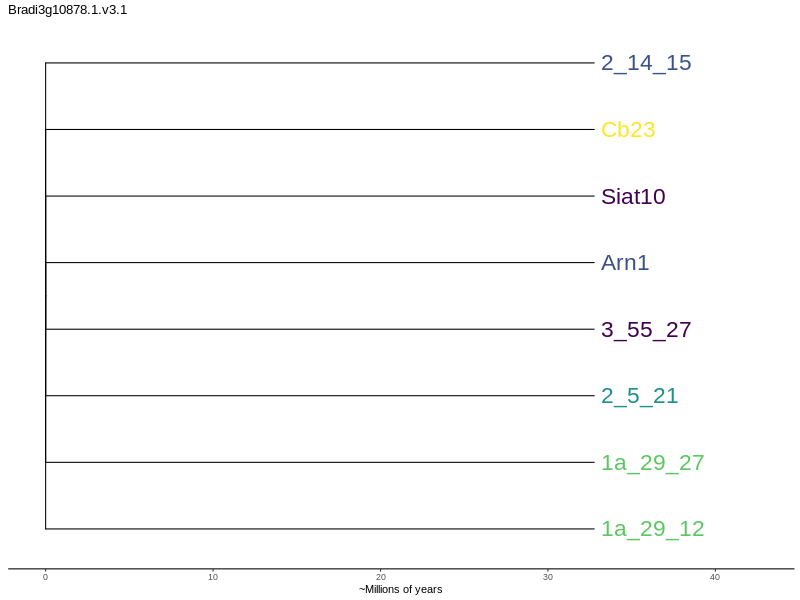 Bradi3g10878.1.v3.1
2_14_15
Cb23
Siat10
Arn1
3_55_27
2_5_21
1a_29_27
1a_29_12
0 10 20 30 40
~Millions of years